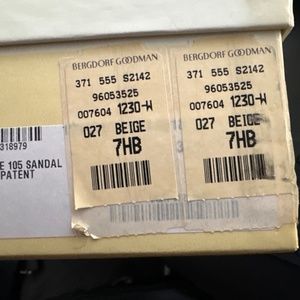 BERGDORF GOODMAN
371 555 S2142
96053525
007604 1230-W
027 BEIGE
7HB
BERGDORF GOODMAN
371 555 S2142
96053525
007604 1230-W
027 BEIGE
7HB
318979
E 105 SANDAL
PATENT